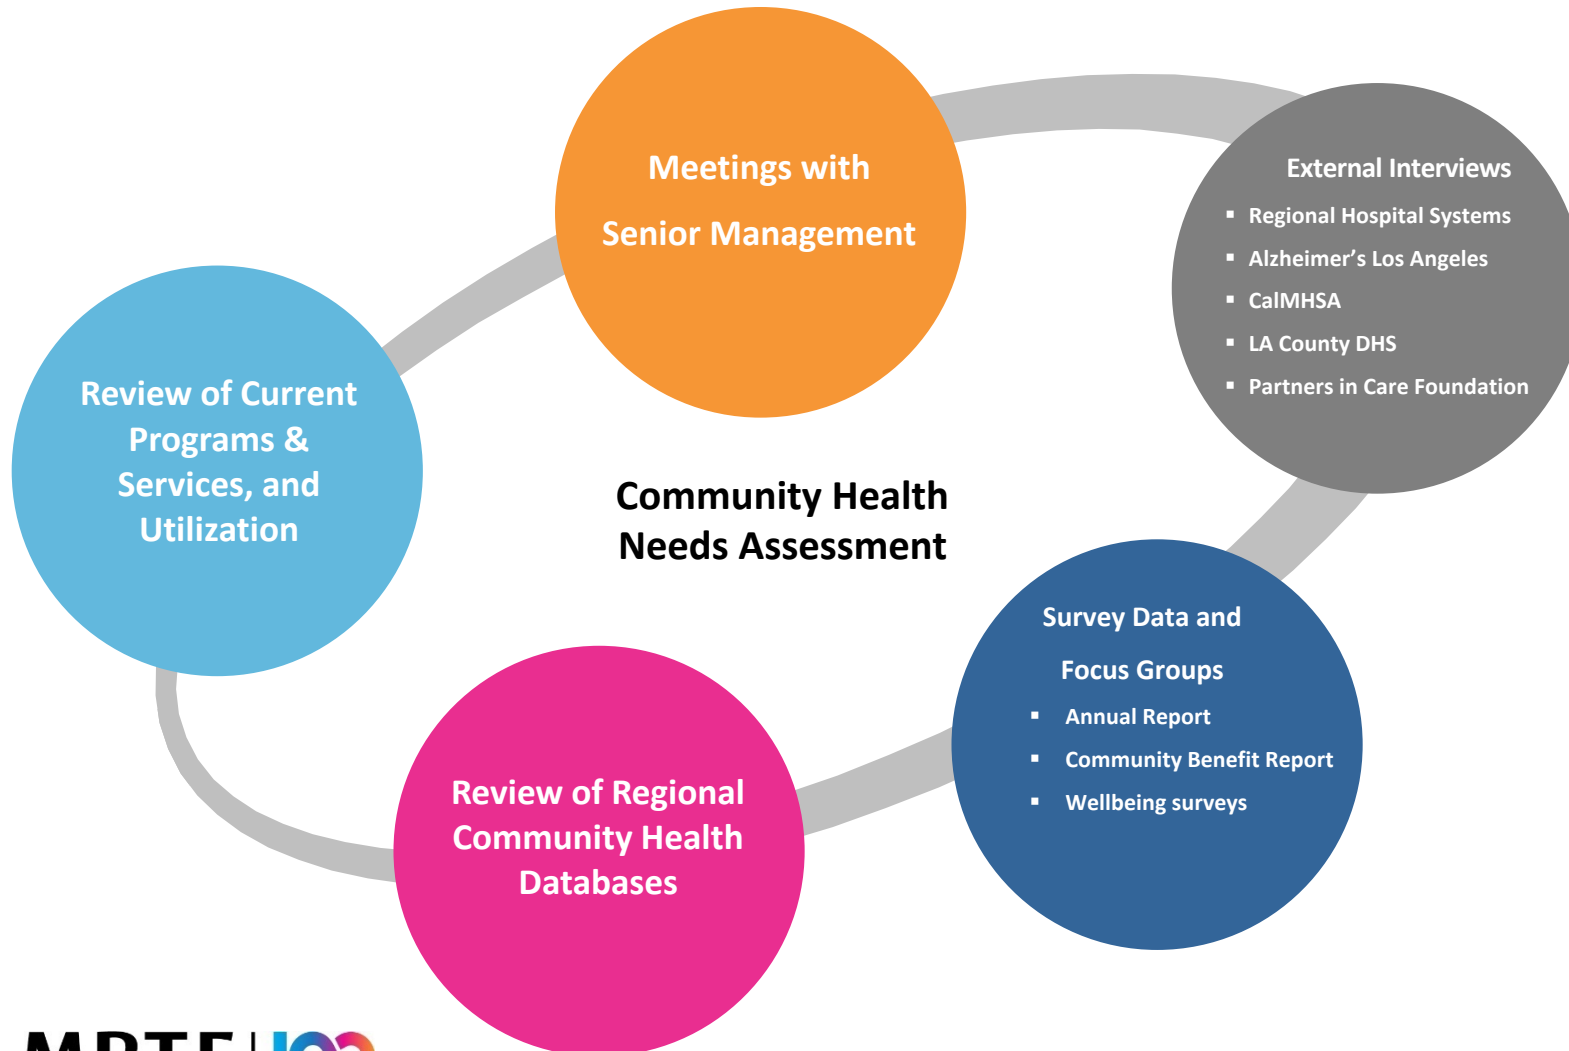 Meetings with
Senior Management
External Interviews
▪ Regional Hospital Systems
▪ Alzheimer’s Los Angeles
▪ CalMHSA
▪ LA County DHS
▪ Partners in Care Foundation
Review of Current
Programs &
Services, and
Utilization
Community Health
Needs Assessment
Survey Data and
Focus Groups
▪ Annual Report
▪ Community Benefit Report
▪ Wellbeing surveys
Review of Regional
Community Health
Databases
MPTF